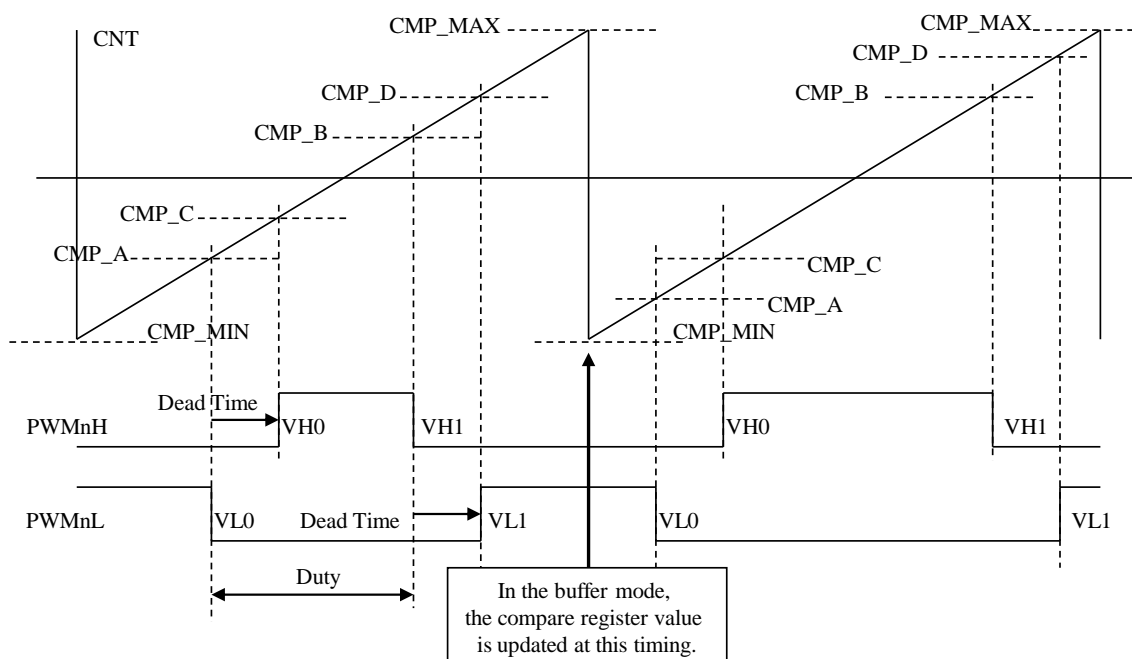 CNT
CMP_MAX
CMP_MAX
CMP_D
CMP_D
CMP_B
CMP_B
CMP_C
CMP_A
CMP_C
CMP_A
CMP_MIN
CMP_MIN
Dead Time
PWMnH
VH0
VH1
VH0
VH1
PWMnL
VL0
Dead Time
VL1
VL0
VL1
Duty
In the buffer mode,
the compare register value
is updated at this timing.